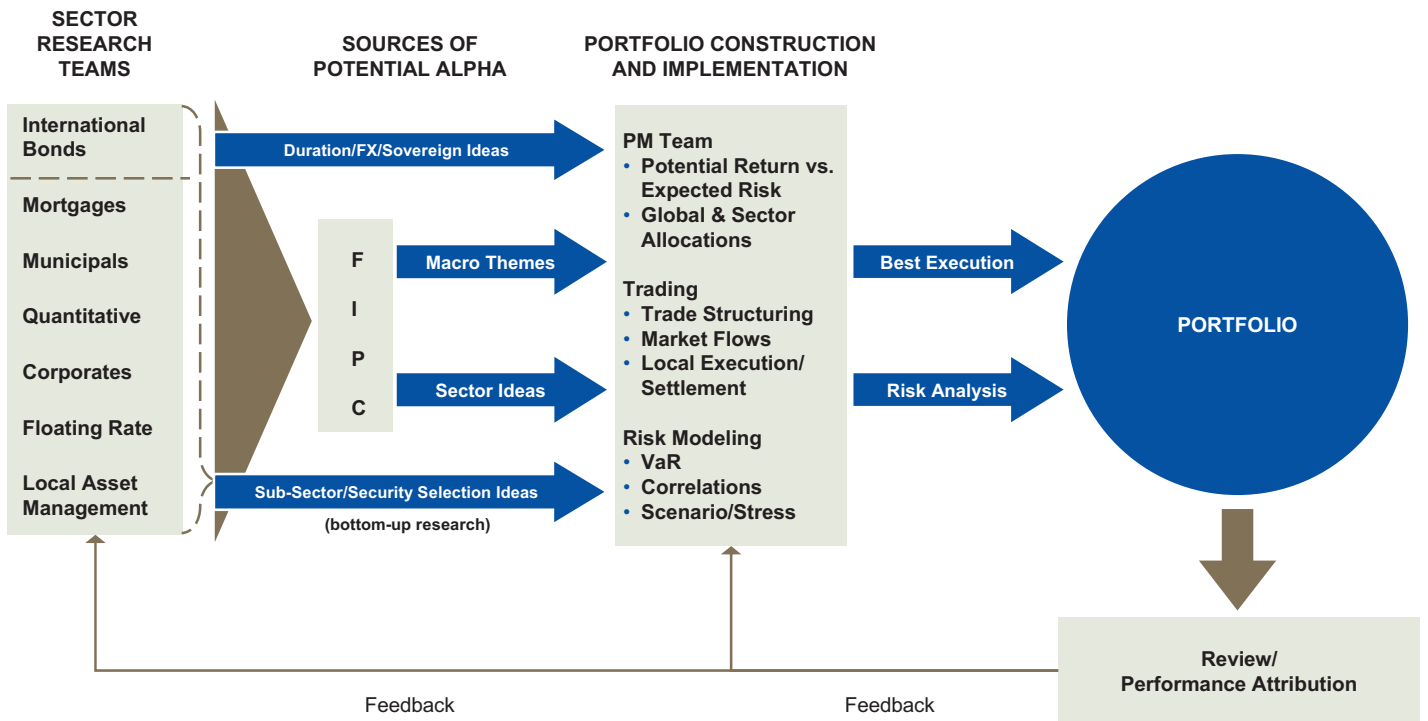 SECTOR
RESEARCH
TEAMS
International
Bonds
Mortgages
Municipals
Quantitative
Corporates
Floating Rate
Local Asset
Management
SOURCES OF
POTENTIAL ALPHA
Duration/FX/Sovereign Ideas
F
I
P
C
Macro Themes
Sector Ideas
Sub-Sector/Security Selection Ideas
(bottom-up research)
PORTFOLIO CONSTRUCTION
AND IMPLEMENTATION
PM Team
• Potential Return vs.
Expected Risk
• Global & Sector
Allocations
Trading
• Trade Structuring
• Market Flows
• Local Execution/
Settlement
Risk Modeling
• VaR
• Correlations
• Scenario/Stress
Best Execution
Risk Analysis
PORTFOLIO
Review/
Performance Attribution
Feedback
Feedback